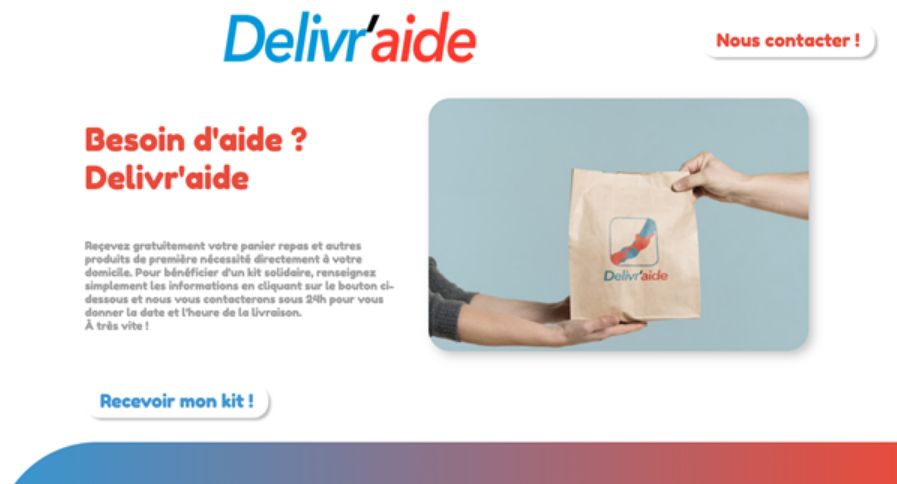 Delivr'aide
Nous contacter !
Besoin d'aide ?
Delivr'aide
Reçevez gratuitement votre panier repas et autres
produits de première nécessité directement à votre
domicile. Pour bénéficier d'un kit solidaire, renseignez
simplement les informations en cliquant sur le bouton ci-
dessous et nous vous contacterons sous 24h pour vous
donner la date et l'heure de la livraison.
À très vite !
Delivr'aide
Recevoir mon kit !